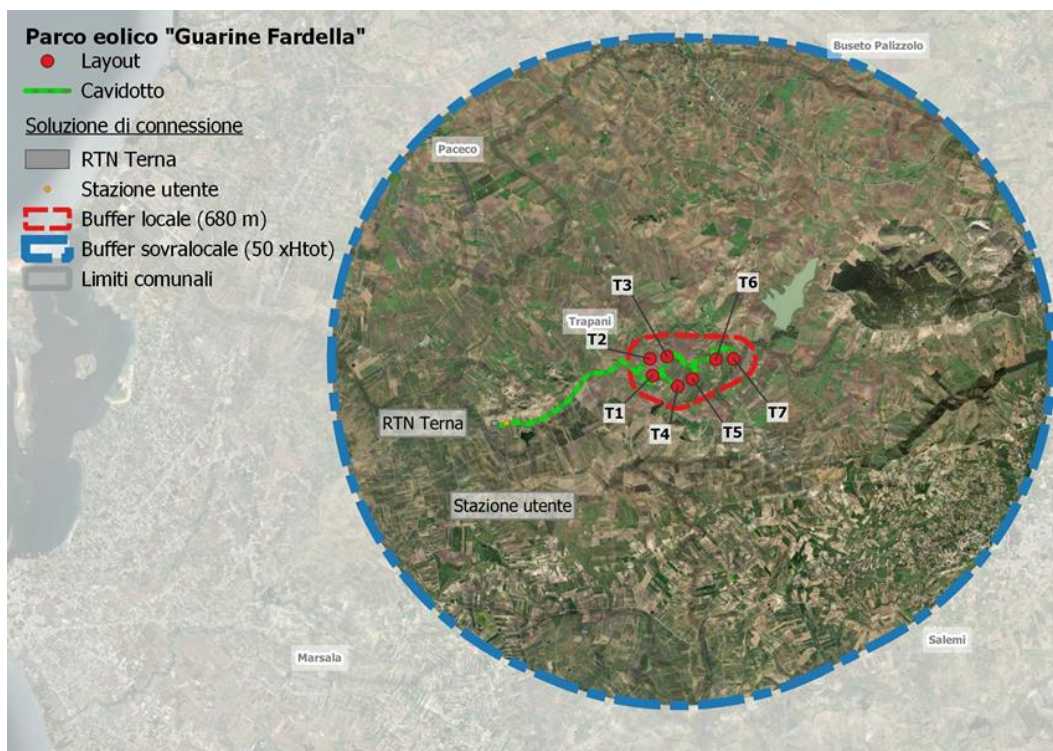 Parco eolico "Guarine Fardella"
Layout
Cavidotto
Soluzione di connessione
RTN Terna
Stazione utente
Buffer locale (680 m)
Buffer sovralocale (50 xHtot)
Limiti comunali
Buseto Palizzolo
Paceco
T3
T6
Trapani
T2
T1
T4
T5
T7
RTN Terna
Stazione utente
Marsala
Salemi